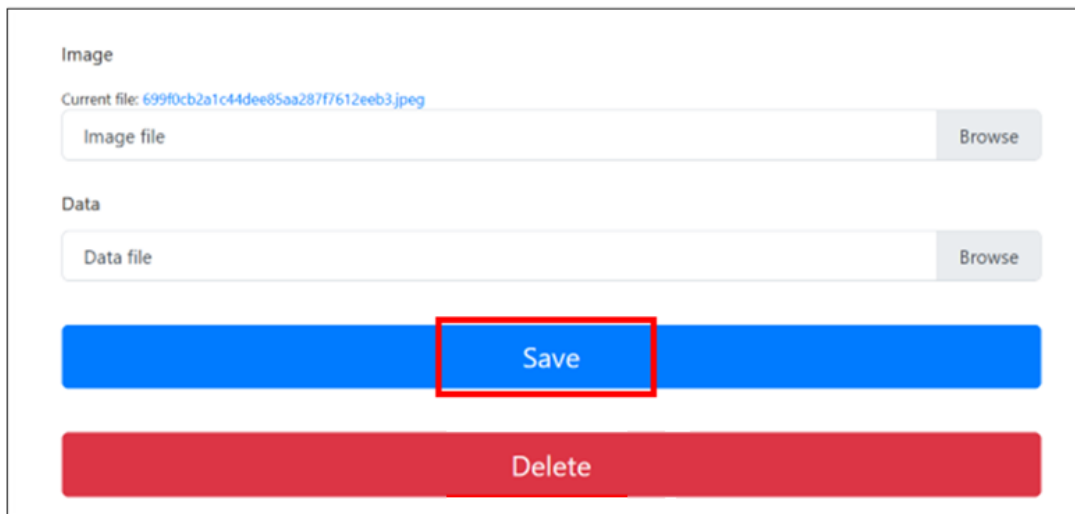 Image
Current file: 699f0cb2a1c44dee85aa287f7612eeb3.jpeg
Image file Browse
Data
Data file Browse
Save
Delete